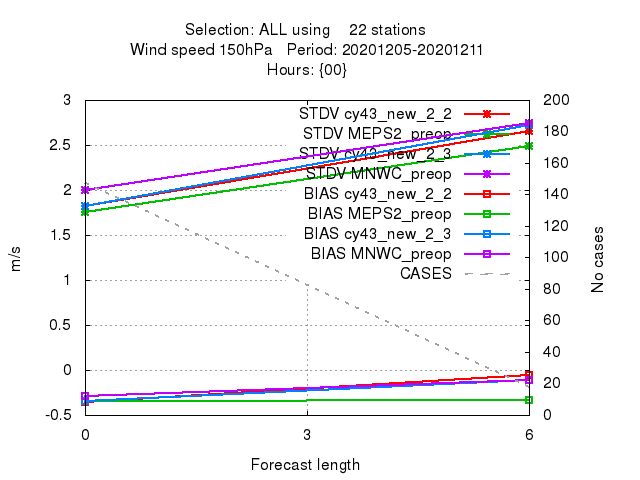 Selection: ALL using 22 stations
Wind speed 150hPa Period: 20201205-20201211
Hours: {00}
3
2.5
2
1.5
1
0.5
0
-0.5
200
180
160
140
120
100
80
60
40
20
0
STDV cy43_new_2_2
STDV MEPS2_preop
STDV cy43_new_2_3
STDV MNWC_preop
BIAS cy43_new_2_2
BIAS MEPS2_preop
BIAS cy43_new_2_3
BIAS MNWC_preop
CASES
m/s
No cases
0 3 6
Forecast length